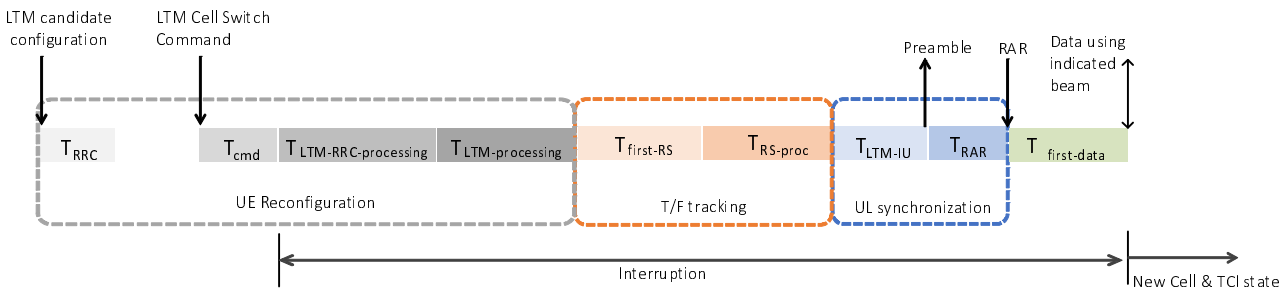 LTM candidate
configuration
LTM Cell Switch
Command
Preamble
RAR
Data using
indicated
beam
TRRC
Tcmd
TLTM-RRC-processing
TLTM-processing
Tfirst-RS
TRS-proc
TLTM-IU
TRAR
T first-data
UE Reconfiguration
T/F tracking
UL synchronization
Interruption
New Cell & TCI state